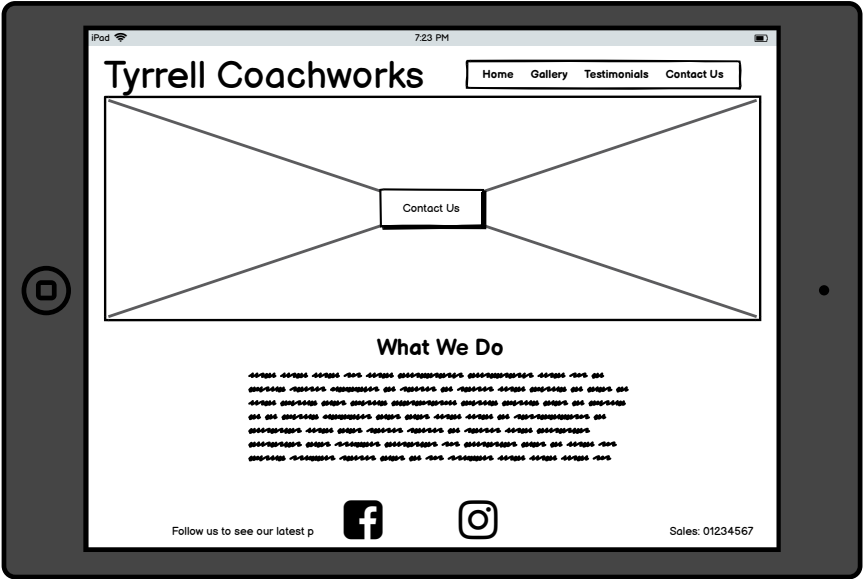 iPad 7:23 PM
Tyrrell Coachworks
Home Gallery Testimonials Contact Us
Contact Us
What We Do
Follow us to see our latest p
Sales: 01234567